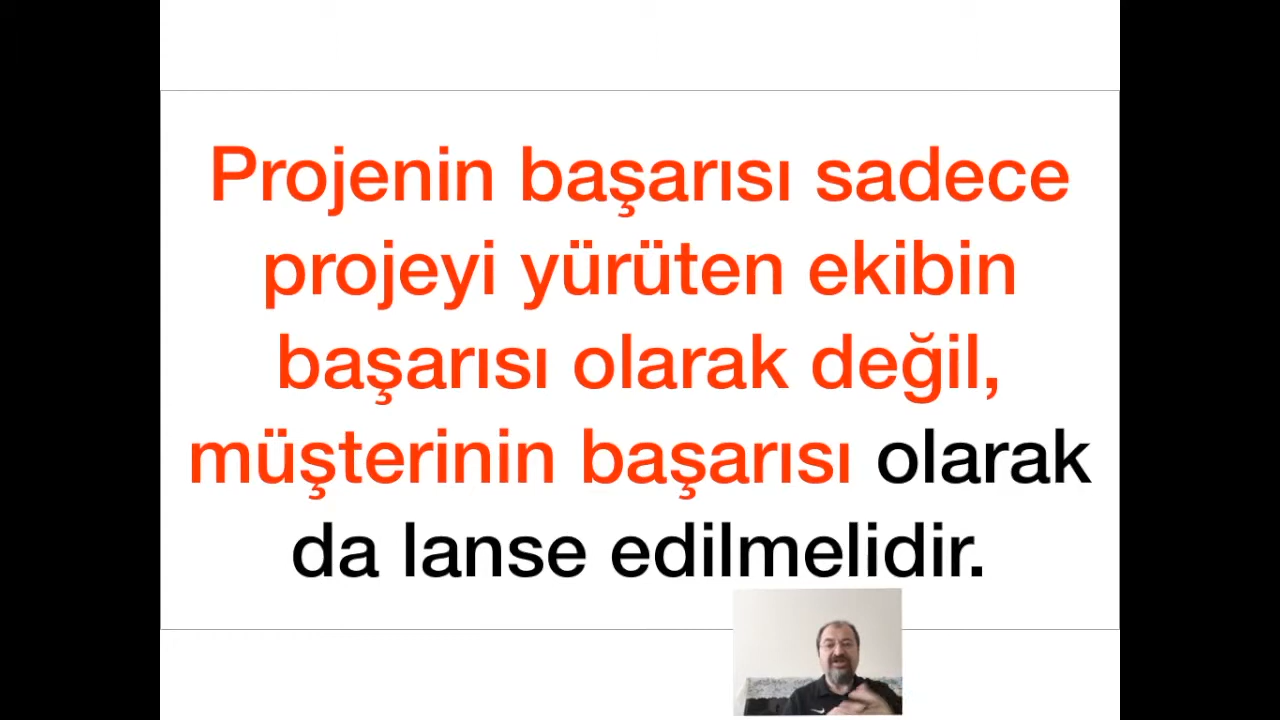 Projenin başarısı sadece
projeyi yürüten ekibin
başarısı olarak değil,
müşterinin başarısı olarak
da lanse edilmelidir.